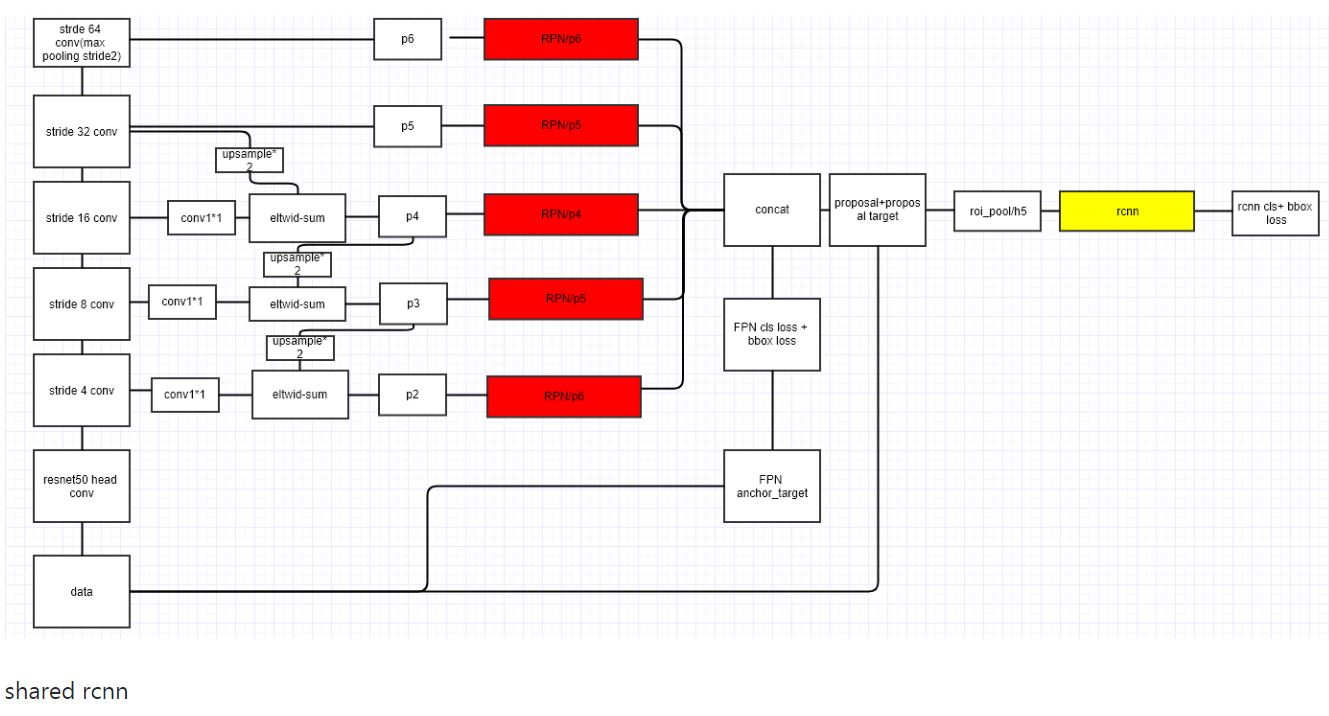 strde 64
conv(max
pooling stride2)
p6
RPN/p6
stride 32 conv
p5
RPN/p5
upsample*
2
stride 16 conv
conv1*1
eltwid-sum
p4
RPN/p4
concat
proposal+propos
al target
roi_pool/h5
rcnn
rcnn cls+ bbox
loss
upsample*
2
stride 8 conv
conv1*1
eltwid-sum
p3
RPN/p5
upsample*
2
FPN cls loss +
bbox loss
stride 4 conv
conv1*1
eltwid-sum
p2
RPN/p6
resnet50 head
conv
FPN
anchor_target
data
shared rcnn